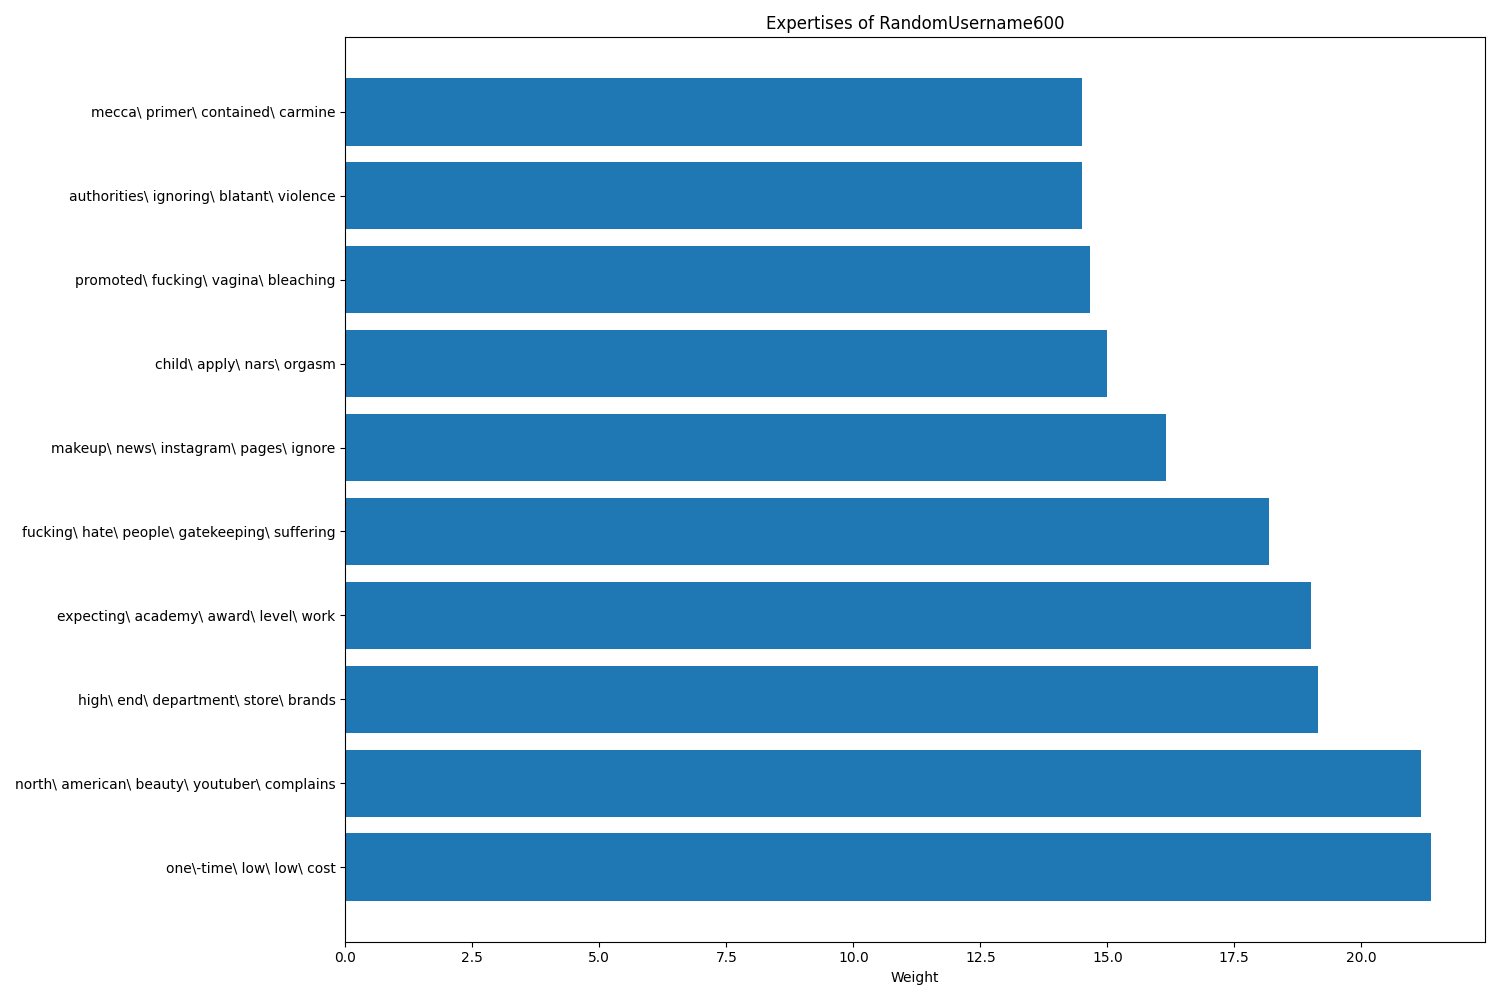 Expertises of RandomUsername600
mecca\ primer\ contained\ carmine
authorities\ ignoring\ blatant\ violence
promoted\ fucking\ vagina\ bleaching
child\ apply\ nars\ orgasm
makeup\ news\ instagram\ pages\ ignore
fucking\ hate\ people\ gatekeeping\ suffering
expecting\ academy\ award\ level\ work
high\ end\ department\ store\ brands
north\ american\ beauty\ youtuber\ complains
one\-time\ low\ low\ cost
0.0 2.5 5.0 7.5 10.0 12.5 15.0 17.5 20.0
Weight